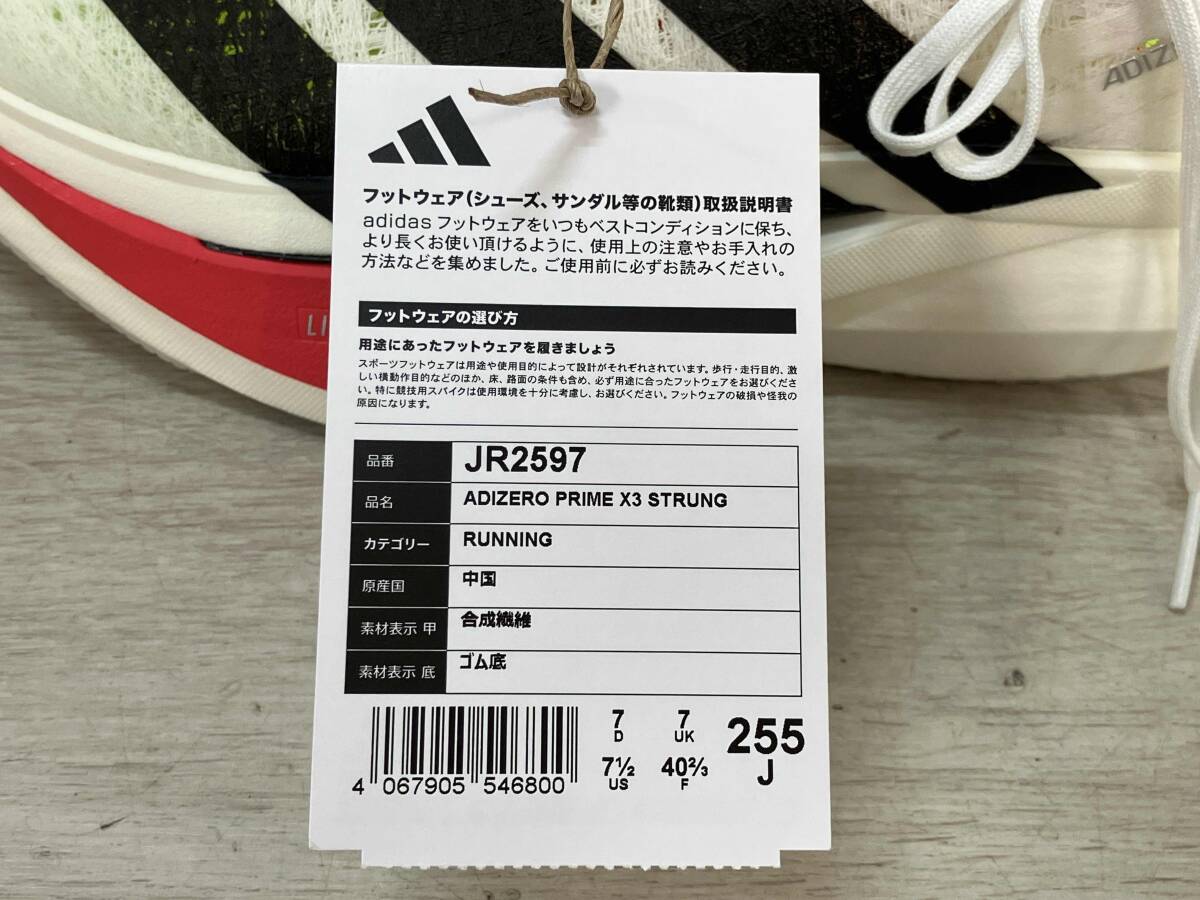 ADIZ
LI
フットウェア(シューズ、サンダル等の靴類)取扱説明書
adidas フットウェアをいつもベストコンディションに保ち、
より長くお使い頂けるように、使用上の注意やお手入れの
方法などを集めました。ご使用前に必ずお読みください。
フットウェアの選び方
用途にあったフットウェアを履きましょう
スポーツフットウェアは用途や使用目的によって設計がそれぞれされています。歩行・走行目的、激
しい横動作目的などのほか、床、路面の条件も含め、必ず用途に合ったフットウェアをお選びくださ
い。特に競技用スパイクは使用環境を十分に考慮し、お選びください。フットウェアの破損や怪我の
原因になります。
品番 JR2597
品名 ADIZERO PRIME X3 STRUNG
カテゴリー RUNNING
原産国 中国
素材表示 甲 合成繊維
素材表示 底 ゴム底
7 7 255
D UK J
7½ 40⅔
US F
4 067905 546800